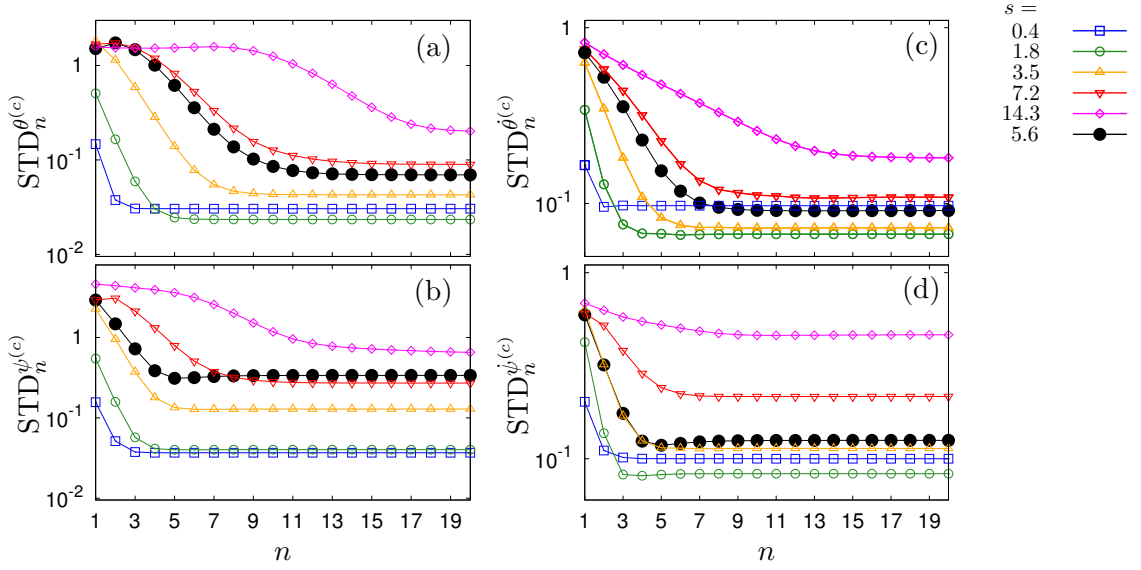 s =
0.4
1.8
3.5
7.2
14.3
5.6
(a)
STD_n θ^(c)
1
10^-1
10^-2
(c)
STD_n θ̇^(c)
1
10^-1
(b)
STD_n ψ^(c)
1
10^-1
10^-2
1 3 5 7 9 11 13 15 17 19
n
(d)
STD_n ψ̇^(c)
1
10^-1
1 3 5 7 9 11 13 15 17 19
n